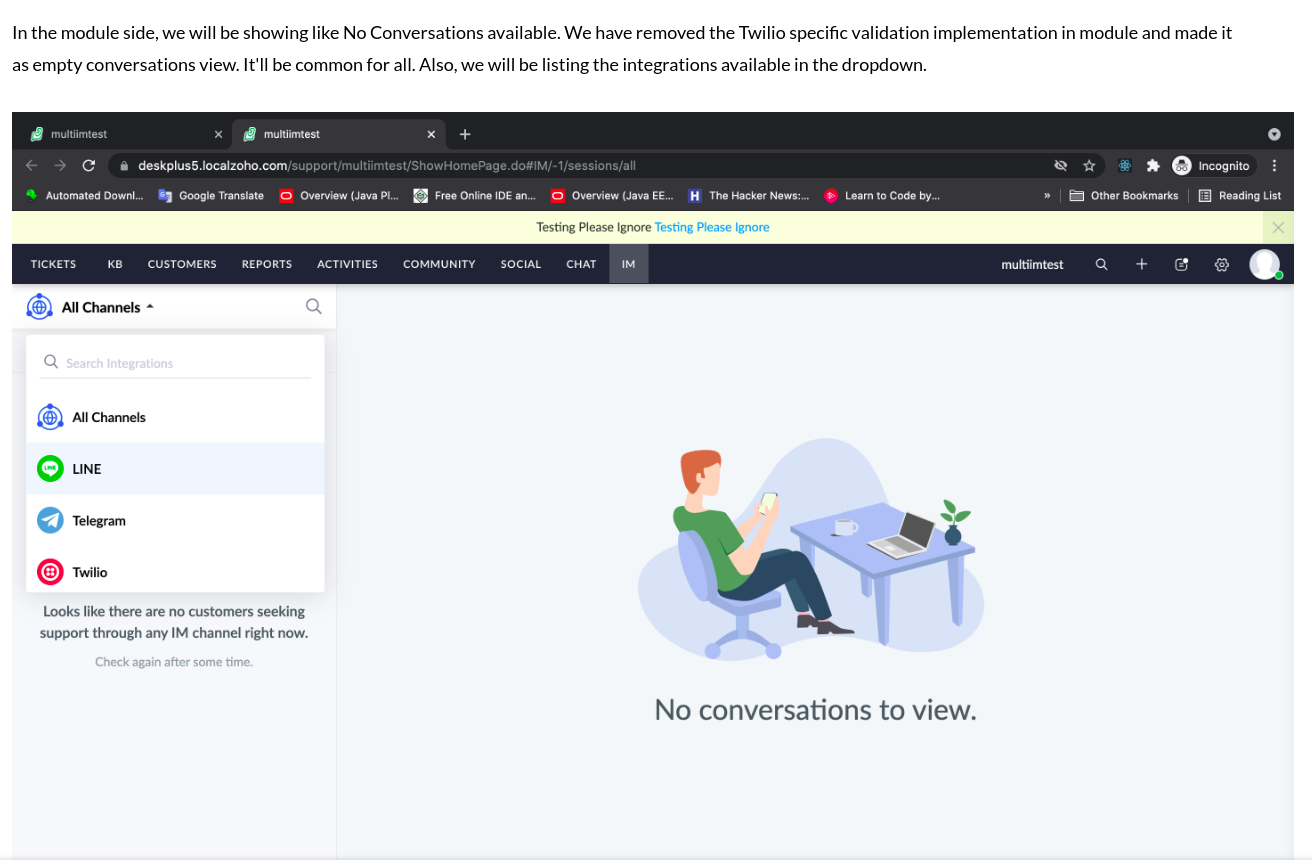 In the module side, we will be showing like No Conversations available. We have removed the Twilio specific validation implementation in module and made it
as empty conversations view. It'll be common for all. Also, we will be listing the integrations available in the dropdown.
multiimtest
multiimtest
deskplus5.localzoho.com/support/multiimtest/ShowHomePage.do#IM/-1/sessions/all
Incognito
Automated Downl... Google Translate Overview (Java Pl... Free Online IDE an... Overview (Java EE... H The Hacker News:... Learn to Code by... » Other Bookmarks Reading List
Testing Please Ignore Testing Please Ignore
TICKETS KB CUSTOMERS REPORTS ACTIVITIES COMMUNITY SOCIAL CHAT IM multiimtest
All Channels
Search Integrations
All Channels
LINE LINE
Telegram
Twilio
Looks like there are no customers seeking
support through any IM channel right now.
Check again after some time.
No conversations to view.